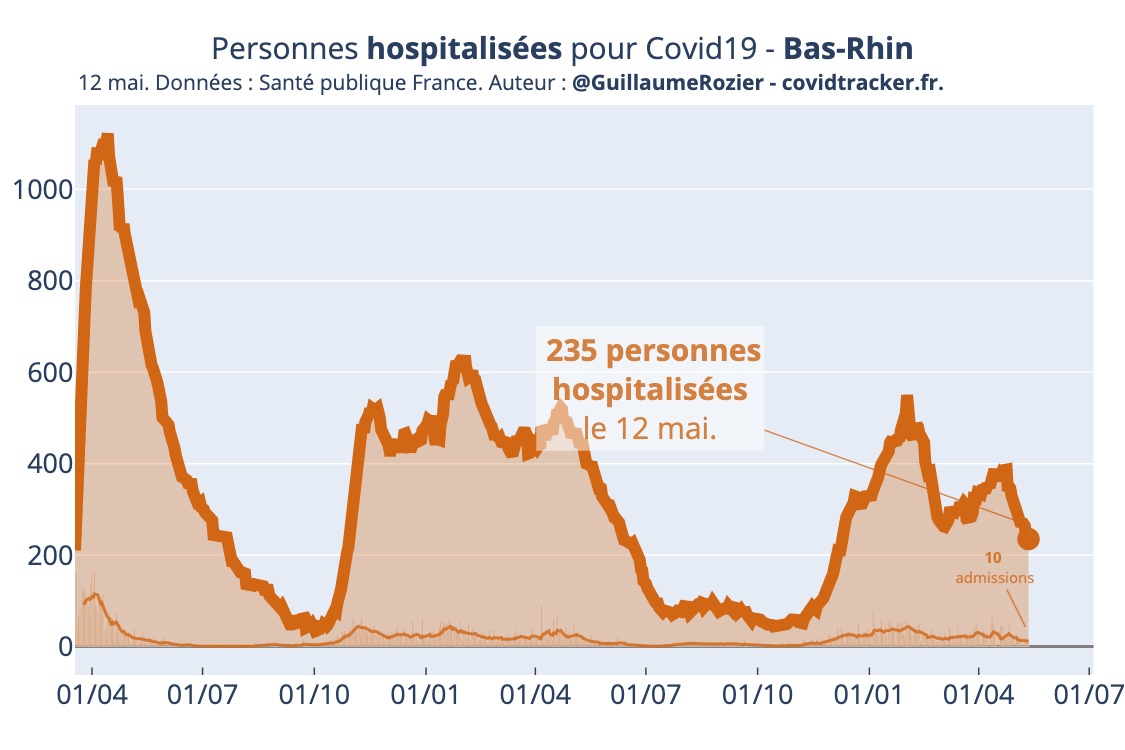 Personnes hospitalisées pour Covid19 - Bas-Rhin
12 mai. Données : Santé publique France. Auteur : @GuillaumeRozier - covidtracker.fr.
1000
800
600
400
200
0
235 personnes
hospitalisées
le 12 mai.
10
admissions
01/04 01/07 01/10 01/01 01/04 01/07 01/10 01/01 01/04 01/07